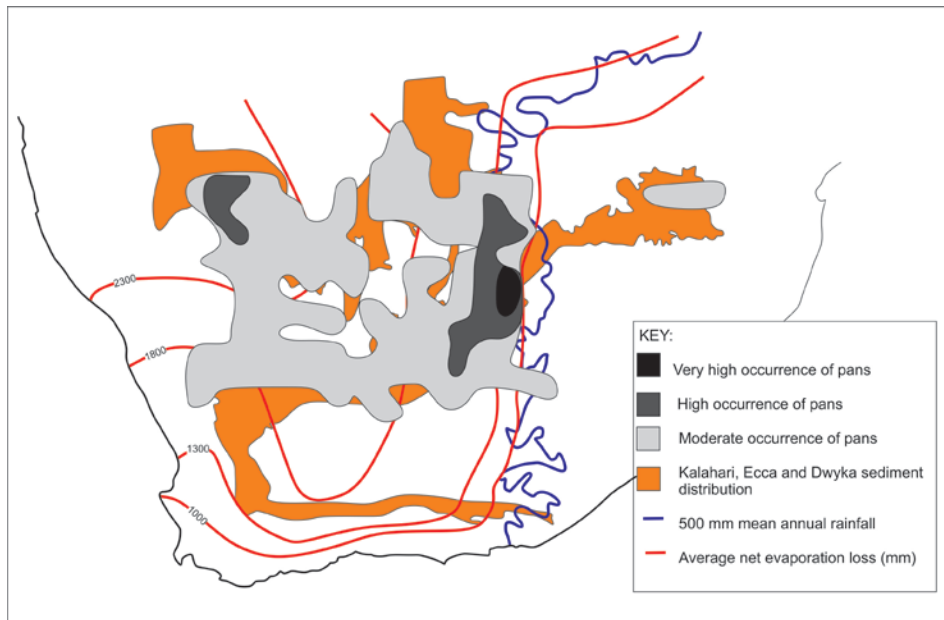 2300
1800
1300
1000
KEY:
Very high occurrence of pans
High occurrence of pans
Moderate occurrence of pans
Kalahari, Ecca and Dwyka sediment
distribution
500 mm mean annual rainfall
Average net evaporation loss (mm)